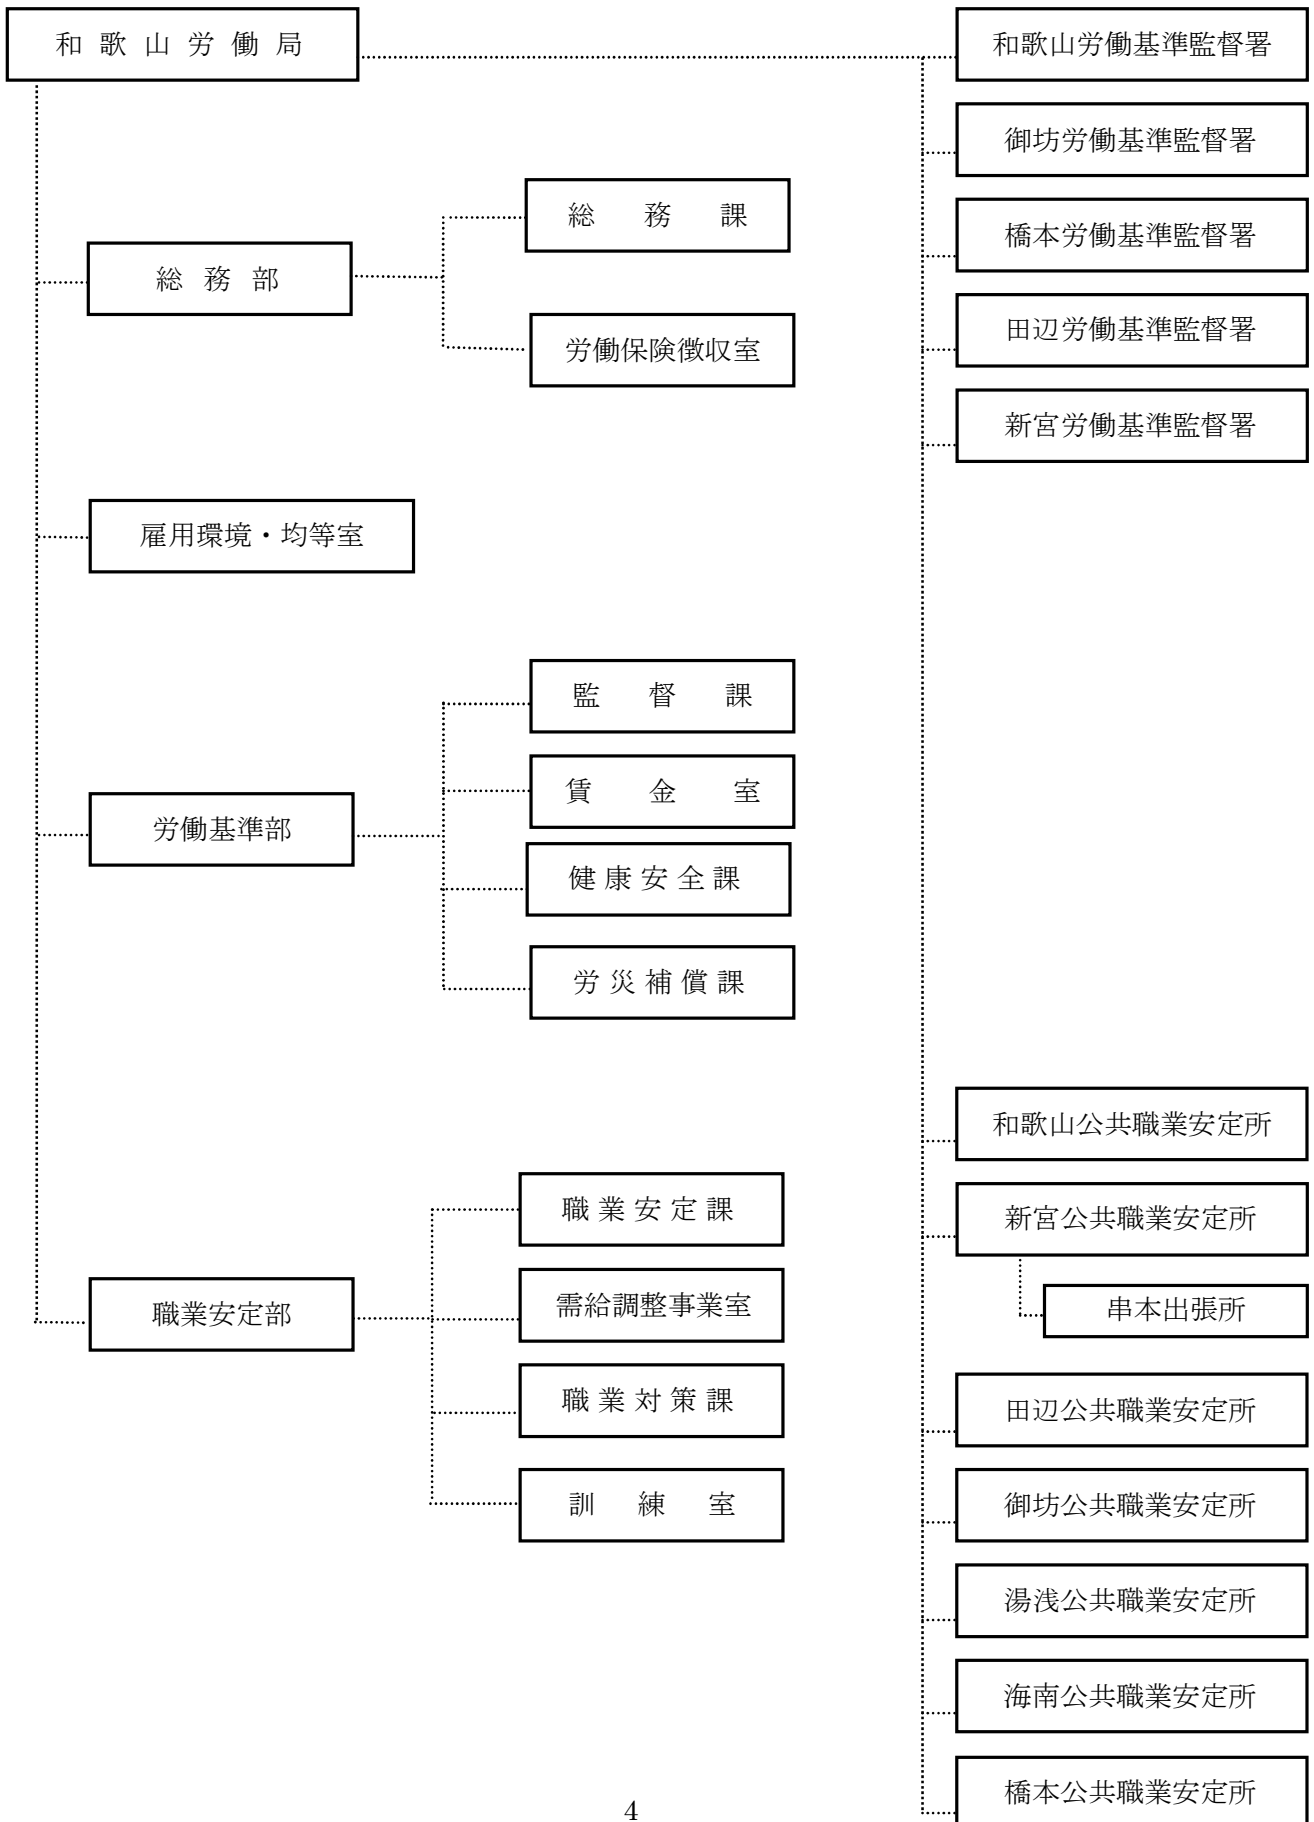 和歌山労働局
総務部
総務課
労働保険徴収室
雇用環境・均等室
労働基準部
監督課
賃金室
健康安全課
労災補償課
職業安定部
職業安定課
需給調整事業室
職業対策課
訓練室
和歌山労働基準監督署
御坊労働基準監督署
橋本労働基準監督署
田辺労働基準監督署
新宮労働基準監督署
和歌山公共職業安定所
新宮公共職業安定所
串本出張所
田辺公共職業安定所
御坊公共職業安定所
湯浅公共職業安定所
海南公共職業安定所
橋本公共職業安定所
4